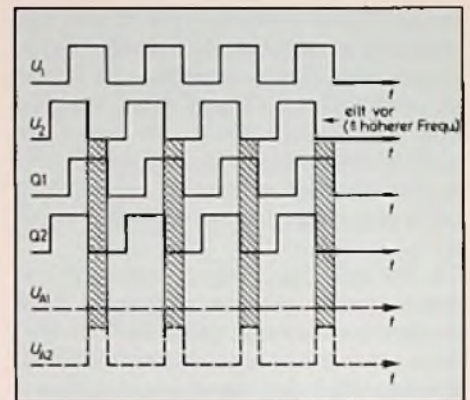 U1
t
U2
eilt vor
(≙ höherer Frequ.)
t
Q1
t
Q2
t
UA1
t
UA2
t